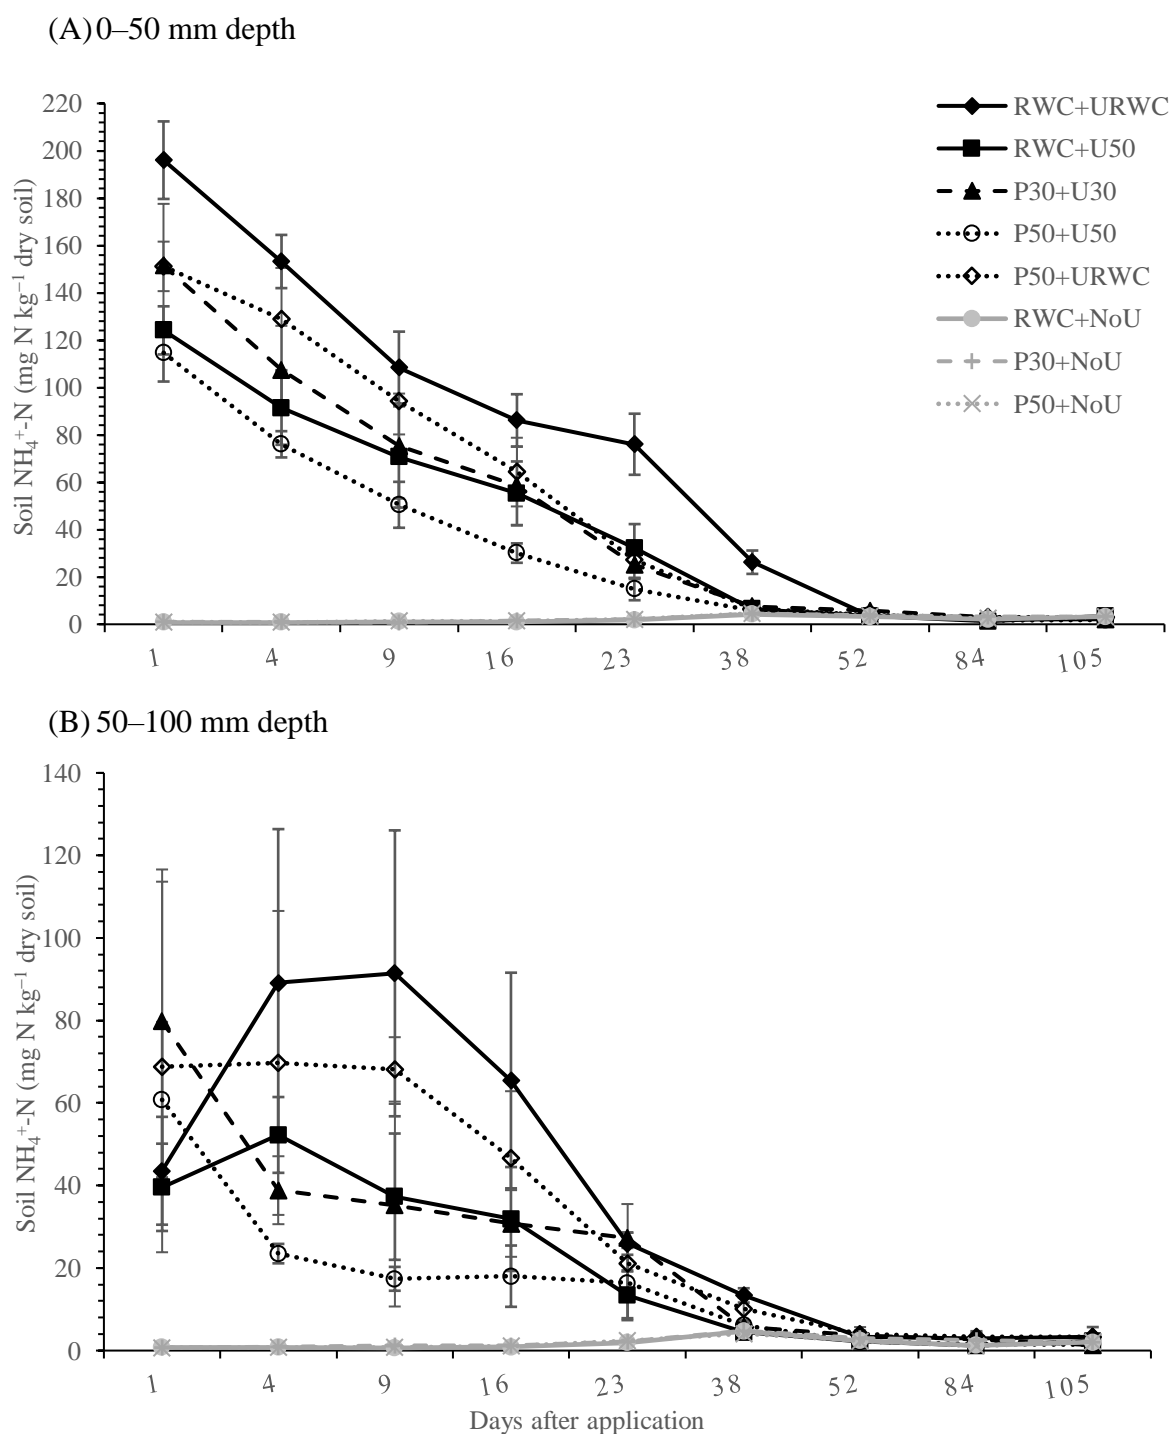 (A) 0–50 mm depth
Soil NH₄⁺-N (mg N kg⁻¹ dry soil)
220
200
180
160
140
120
100
80
60
40
20
0
1 4 9 16 23 38 52 84 105
RWC+URWC
RWC+U50
P30+U30
P50+U50
P50+URWC
RWC+NoU
P30+NoU
P50+NoU
(B) 50–100 mm depth
Soil NH₄⁺-N (mg N kg⁻¹ dry soil)
140
120
100
80
60
40
20
0
1 4 9 16 23 38 52 84 105
Days after application